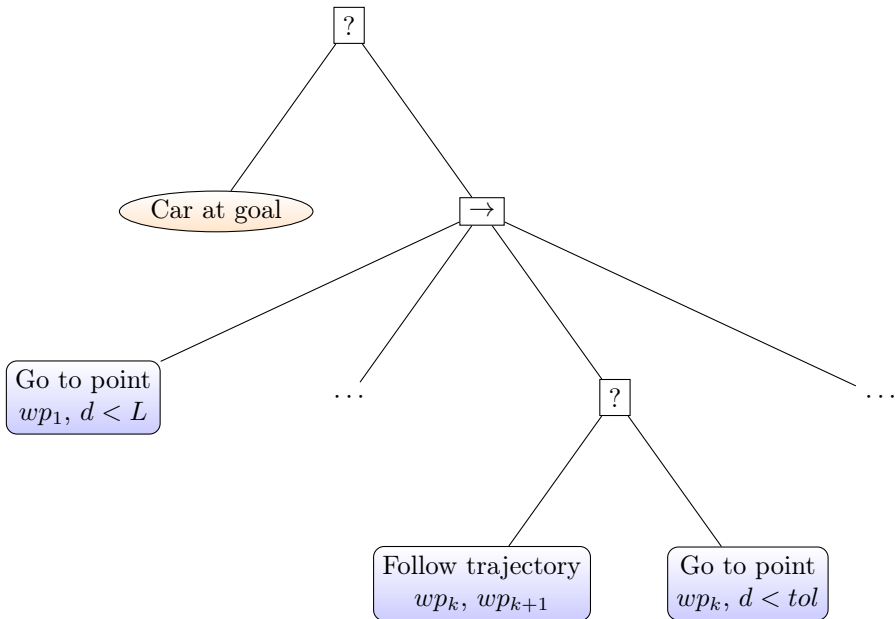 ?
Car at goal
→
Go to point
wp₁, d < L
...
?
...
Follow trajectory
wpₖ, wpₖ₊₁
Go to point
wpₖ, d < tol